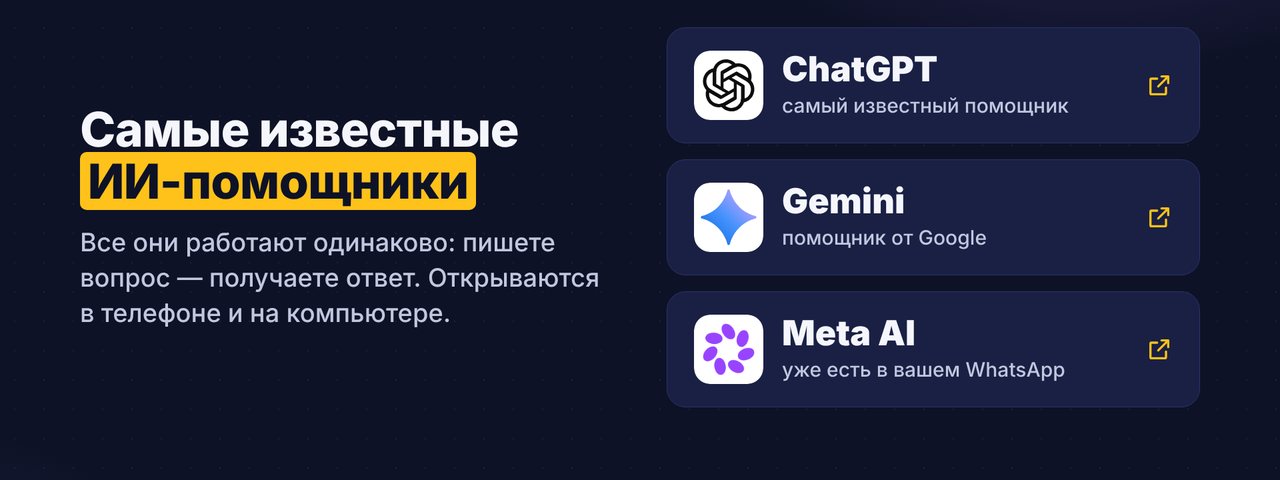 Самые известные
ИИ-помощники
Все они работают одинаково: пишете
вопрос — получаете ответ. Открываются
в телефоне и на компьютере.
ChatGPT
самый известный помощник
Gemini
помощник от Google
Meta AI
уже есть в вашем WhatsApp